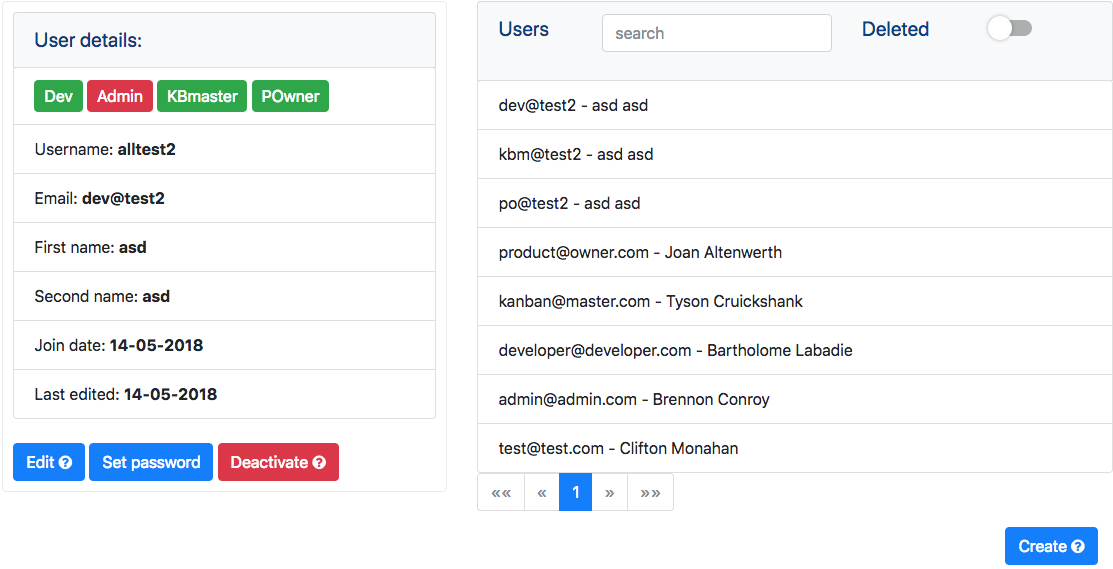 User details:
Dev Admin KBmaster POwner
Username: alltest2
Email: dev@test2
First name: asd
Second name: asd
Join date: 14-05-2018
Last edited: 14-05-2018
Edit ? Set password Deactivate ?
Users search Deleted
dev@test2 - asd asd
kbm@test2 - asd asd
po@test2 - asd asd
product@owner.com - Joan Altenwerth
kanban@master.com - Tyson Cruickshank
developer@developer.com - Bartholome Labadie
admin@admin.com - Brennon Conroy
test@test.com - Clifton Monahan
«« « 1 » »»
Create ?